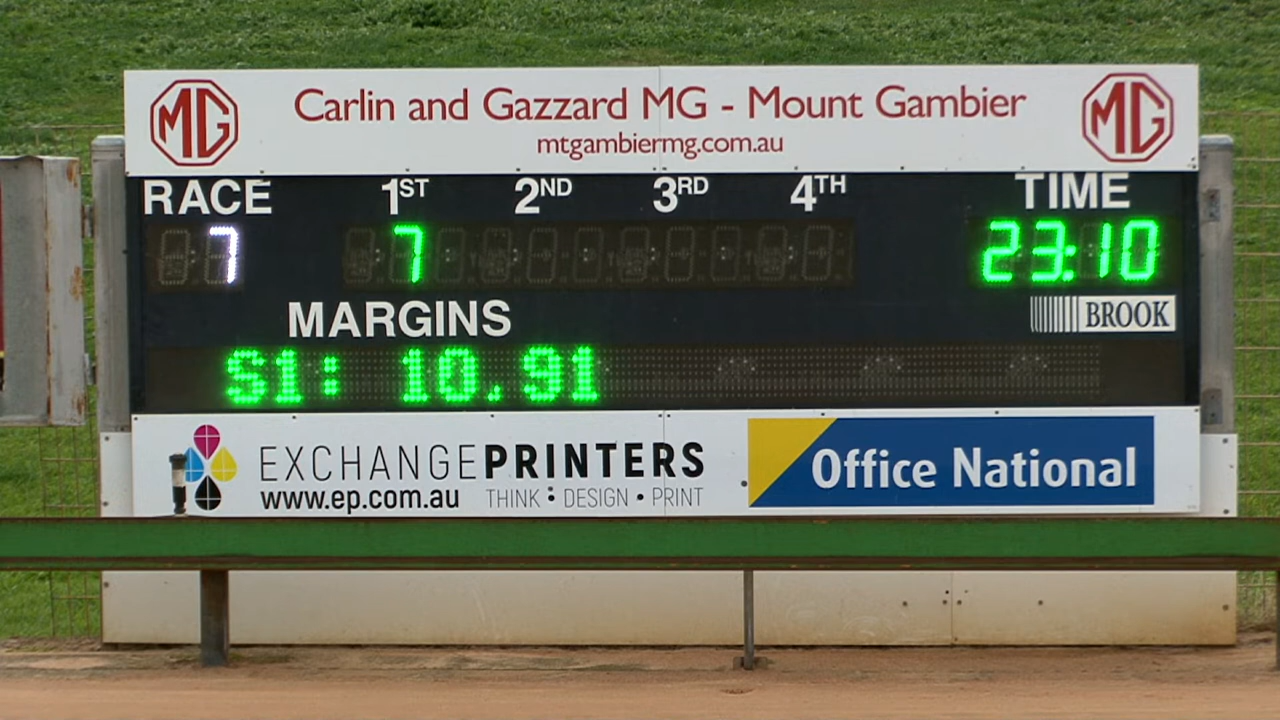 MG Carlin and Gazzard MG - Mount Gambier MG
mtgambiermg.com.au
RACE 1ST 2ND 3RD 4TH TIME
7 7 23:10
MARGINS BROOK
S1: 10.91
EXCHANGEPRINTERS Office National
www.ep.com.au THINK : DESIGN • PRINT